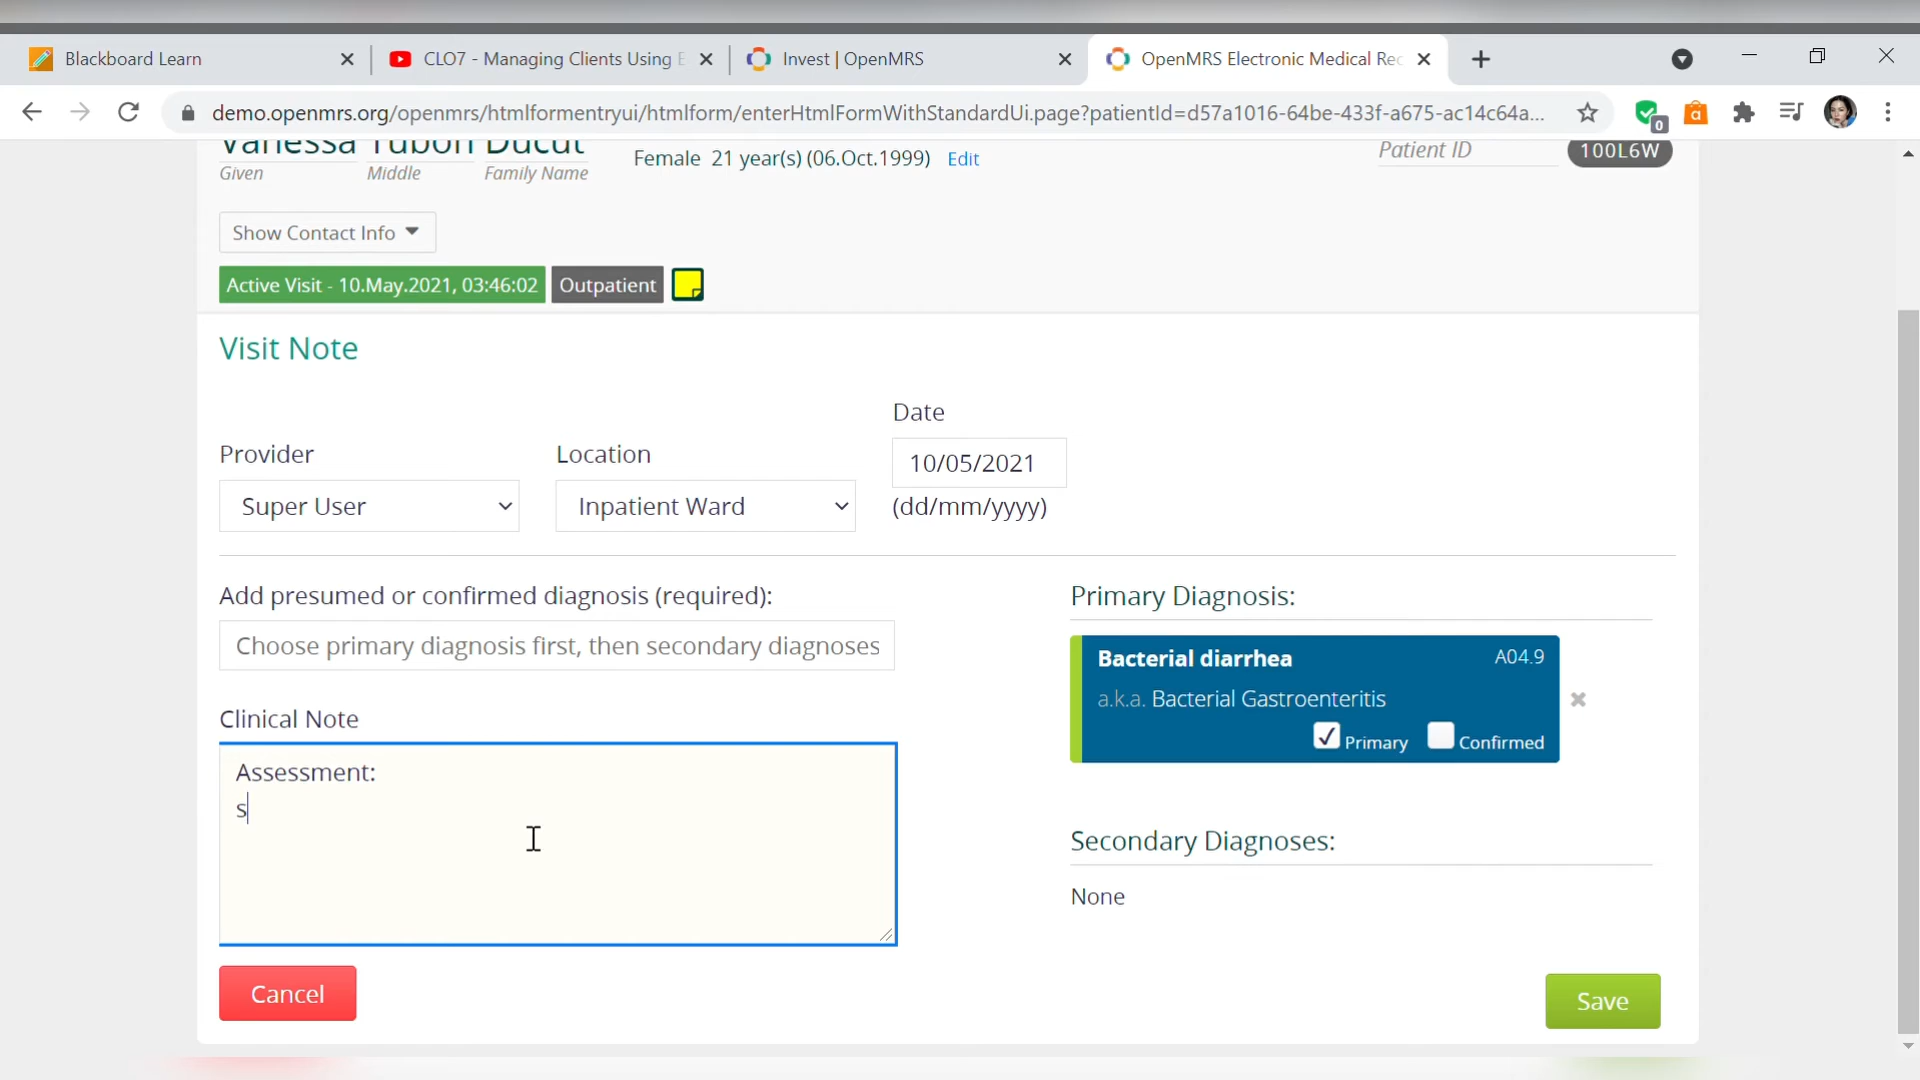 Blackboard Learn
CLO7 - Managing Clients Using E
Invest | OpenMRS
OpenMRS Electronic Medical Rec
demo.openmrs.org/openmrs/htmlformentryui/htmlform/enterHtmlFormWithStandardUi.page?patientId=d57a1016-64be-433f-a675-ac14c64a...
0
a
Vanessa Tubon Ducut
Given Middle Family Name
Female 21 year(s) (06.Oct.1999) Edit
Patient ID 100L6W
Show Contact Info
Active Visit - 10.May.2021, 03:46:02 Outpatient
Visit Note
Provider
Super User
Location
Inpatient Ward
Date
10/05/2021
(dd/mm/yyyy)
Add presumed or confirmed diagnosis (required):
Choose primary diagnosis first, then secondary diagnoses
Clinical Note
Assessment:
s
Primary Diagnosis:
Bacterial diarrhea A04.9
a.k.a. Bacterial Gastroenteritis
Primary Confirmed
Secondary Diagnoses:
None
Cancel
Save